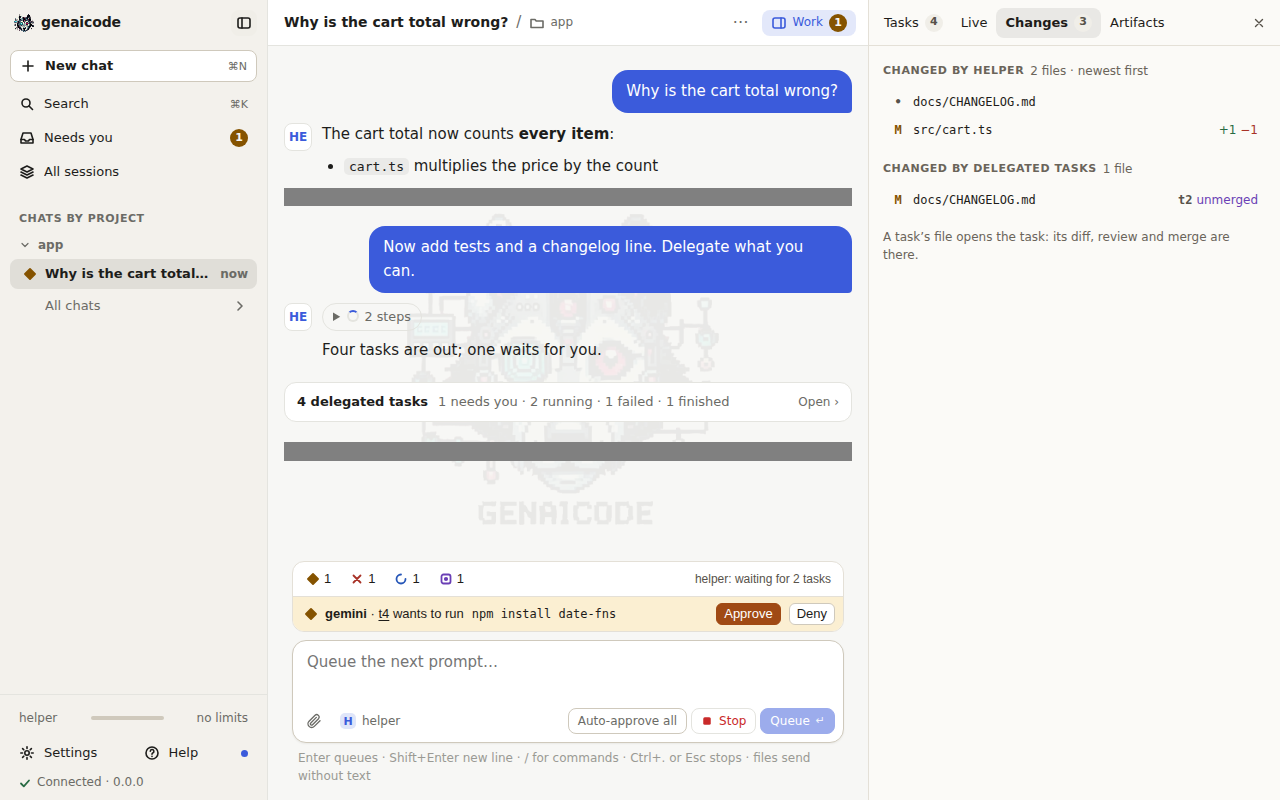 genaicode
New chat ⌘N
Search ⌘K
Needs you 1
All sessions
CHATS BY PROJECT
app
Why is the cart total… now
All chats
helper no limits
Settings Help
Connected · 0.0.0
Why is the cart total wrong? / app ⋯ Work 1
Why is the cart total wrong?
HE The cart total now counts every item:
• cart.ts multiplies the price by the count
Now add tests and a changelog line. Delegate what you
can.
HE 2 steps
Four tasks are out; one waits for you.
4 delegated tasks 1 needs you · 2 running · 1 failed · 1 finished Open ›
GENAICODE
1 1 1 1 helper: waiting for 2 tasks
gemini · t4 wants to run npm install date-fns Approve Deny
Queue the next prompt…
H helper Auto-approve all Stop Queue ↵
Enter queues · Shift+Enter new line · / for commands · Ctrl+. or Esc stops · files send
without text
Tasks 4 Live Changes 3 Artifacts
CHANGED BY HELPER 2 files · newest first
• docs/CHANGELOG.md
M src/cart.ts +1 −1
CHANGED BY DELEGATED TASKS 1 file
M docs/CHANGELOG.md t2 unmerged
A task’s file opens the task: its diff, review and merge are
there.